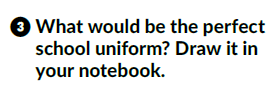 3 What would be the perfect
school uniform? Draw it in
your notebook.